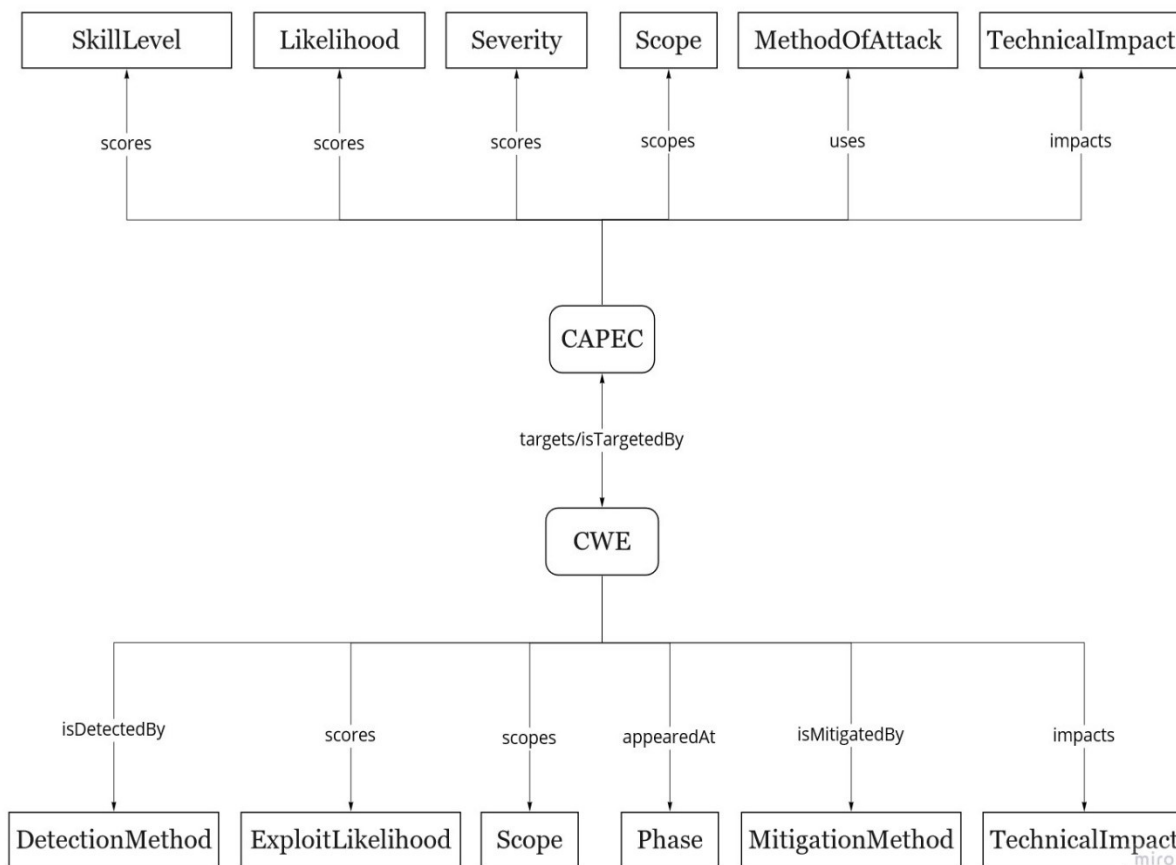 SkillLevel
Likelihood
Severity
Scope
MethodOfAttack
TechnicalImpact
scores
scores
scores
scopes
uses
impacts
CAPEC
targets/isTargetedBy
CWE
isDetectedBy
scores
scopes
appearedAt
isMitigatedBy
impacts
DetectionMethod
ExploitLikelihood
Scope
Phase
MitigationMethod
TechnicalImpact
miro